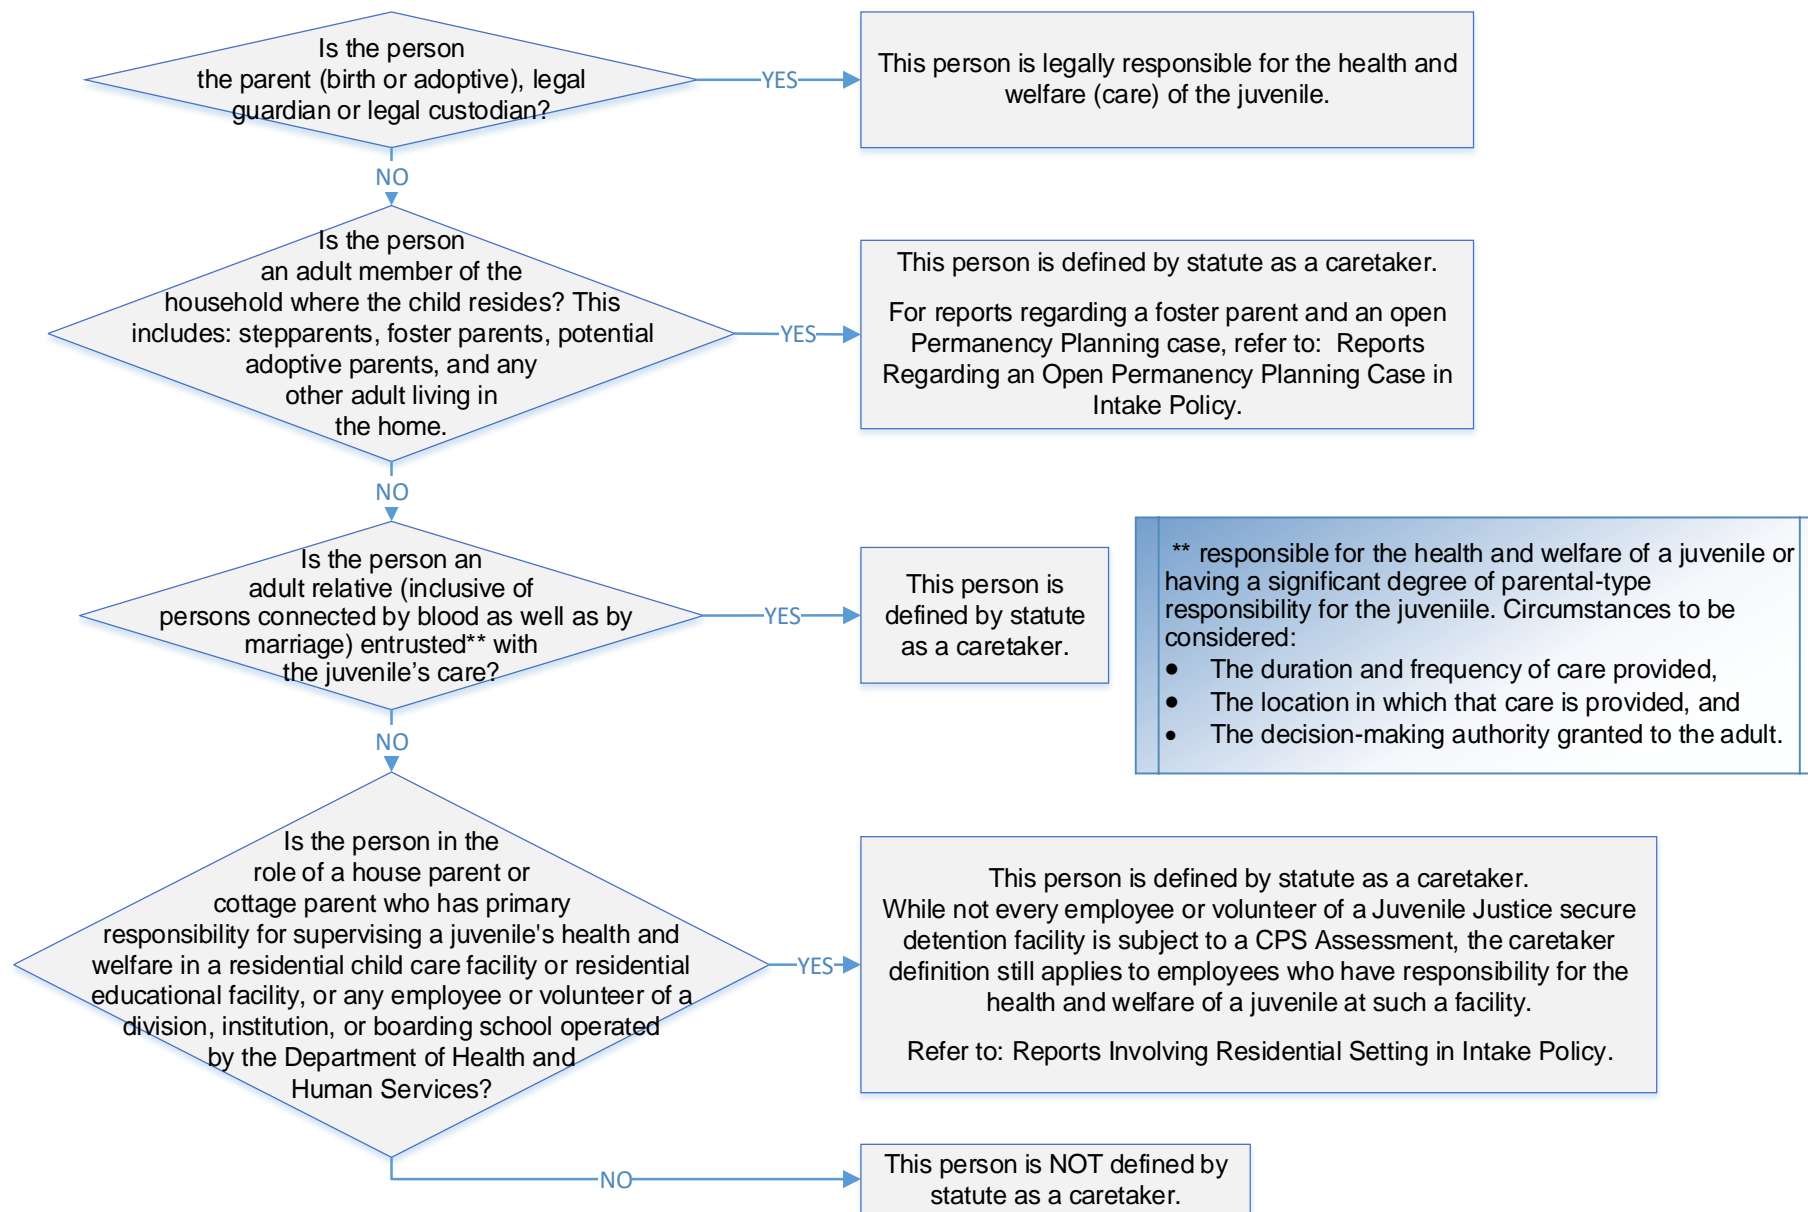 Is the person
the parent (birth or adoptive), legal
guardian or legal custodian?
YES
This person is legally responsible for the health and
welfare (care) of the juvenile.
NO
Is the person
an adult member of the
household where the child resides? This
includes: stepparents, foster parents, potential
adoptive parents, and any
other adult living in
the home.
YES
This person is defined by statute as a caretaker.
For reports regarding a foster parent and an open
Permanency Planning case, refer to: Reports
Regarding an Open Permanency Planning Case in
Intake Policy.
NO
Is the person an
adult relative (inclusive of
persons connected by blood as well as by
marriage) entrusted** with
the juvenile's care?
YES
This person is
defined by statute
as a caretaker.
** responsible for the health and welfare of a juvenile or
having a significant degree of parental-type
responsibility for the juveniile. Circumstances to be
considered:
• The duration and frequency of care provided,
• The location in which that care is provided, and
• The decision-making authority granted to the adult.
NO
Is the person in the
role of a house parent or
cottage parent who has primary
responsibility for supervising a juvenile's health and
welfare in a residential child care facility or residential
educational facility, or any employee or volunteer of a
division, institution, or boarding school operated
by the Department of Health and
Human Services?
YES
This person is defined by statute as a caretaker.
While not every employee or volunteer of a Juvenile Justice secure
detention facility is subject to a CPS Assessment, the caretaker
definition still applies to employees who have responsibility for the
health and welfare of a juvenile at such a facility.
Refer to: Reports Involving Residential Setting in Intake Policy.
NO
This person is NOT defined by
statute as a caretaker.